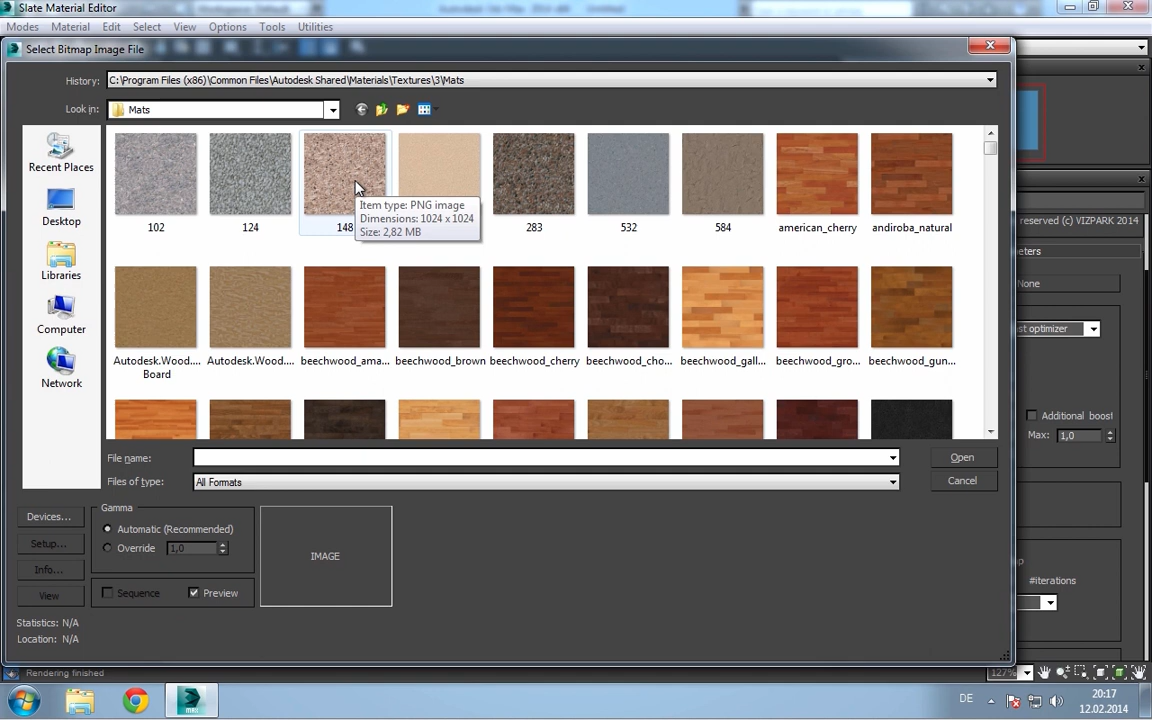 Slate Material Editor
Modes Material Edit Select View Options Tools Utilities
Select Bitmap Image File
History: C:\Program Files (x86)\Common Files\Autodesk Shared\Materials\Textures\3\Mats
Look in: Mats
Recent Places
Desktop
Libraries
Computer
Network
102 124 148 283 532 584 american_cherry andiroba_natural
Item type: PNG image
Dimensions: 1024 x 1024
Size: 2,82 MB
Autodesk.Wood.... Board
Autodesk.Wood....
beechwood_ama...
beechwood_brown
beechwood_cherry
beechwood_cho...
beechwood_gall...
beechwood_gro...
beechwood_gun...
File name:
Open
Files of type: All Formats
Cancel
Devices...
Setup...
Info...
View
Gamma
Automatic (Recommended)
Override 1,0
Sequence
Preview
IMAGE
Statistics: N/A
Location: N/A
reserved (c) VIZPARK 2014
eters
None
st optimizer
Additional boost
Max: 1,0
#iterations
Rendering finished
127%
DE
20:17
12.02.2014